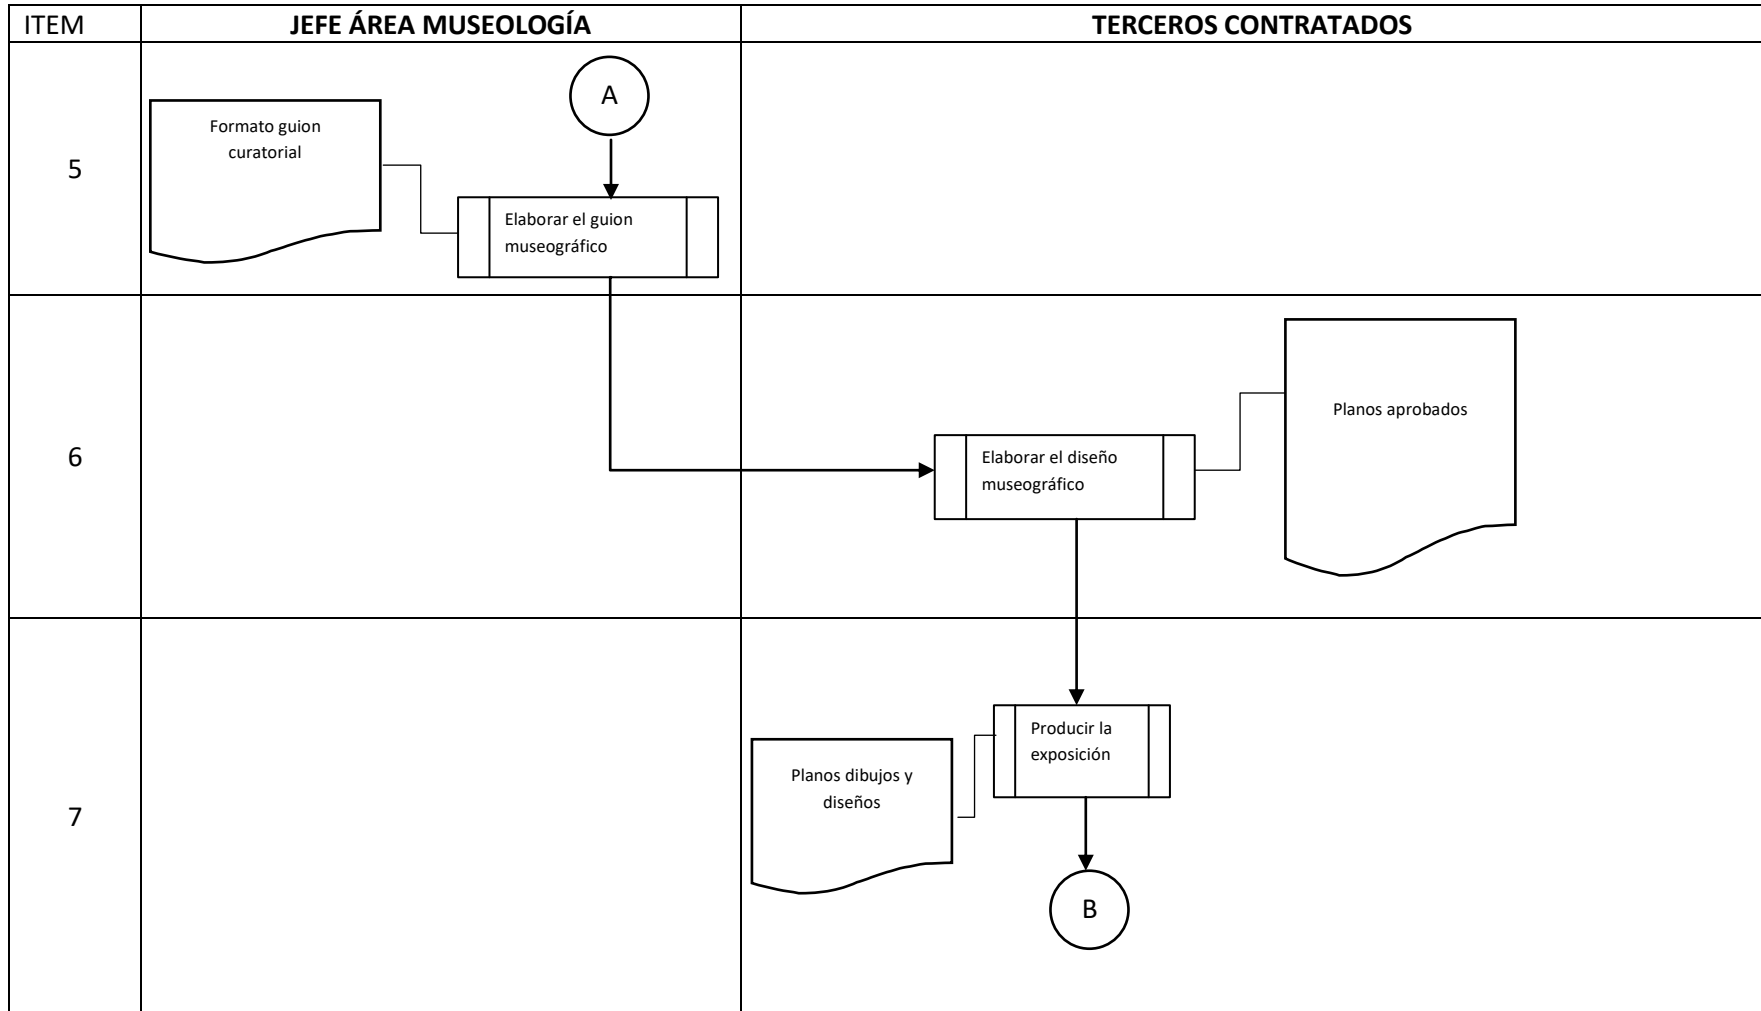 ITEM
JEFE ÁREA MUSEOLOGÍA
TERCEROS CONTRATADOS
5
A
Formato guion
curatorial
Elaborar el guion
museográfico
6
Elaborar el diseño
museográfico
Planos aprobados
7
Producir la
exposición
Planos dibujos y
diseños
B